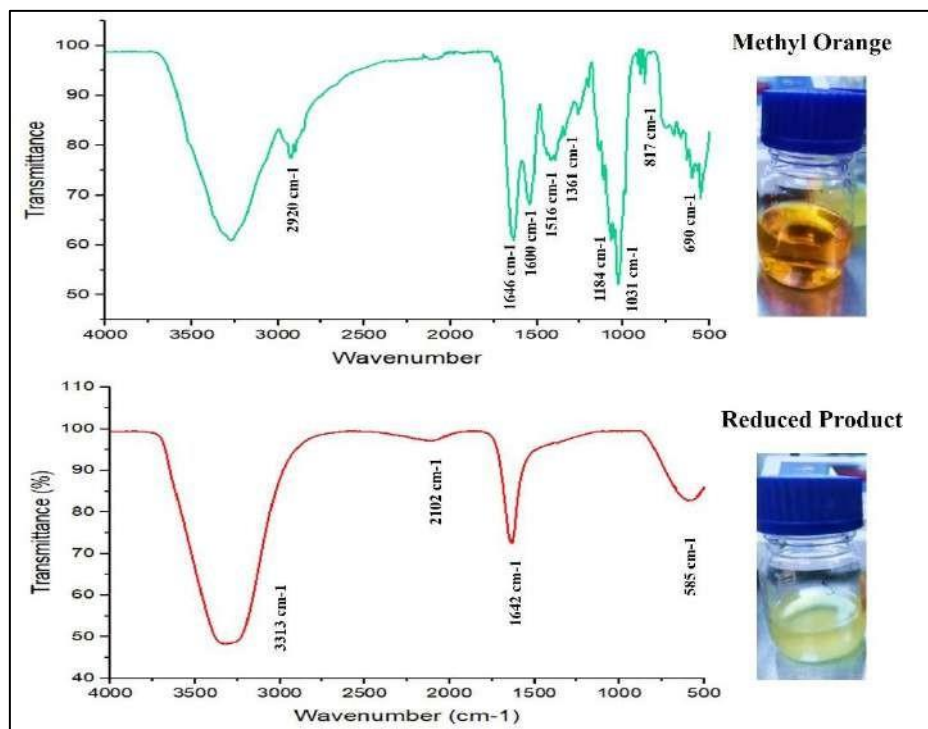 Methyl Orange
100
90
80
70
60
50
Transmittance
2920 cm-1
1646 cm-1
1600 cm-1
1516 cm-1
1361 cm-1
1184 cm-1
1031 cm-1
817 cm-1
690 cm-1
4000 3500 3000 2500 2000 1500 1000 500
Wavenumber
Reduced Product
110
100
90
80
70
60
50
40
Transmittance (%)
3313 cm-1
2102 cm-1
1642 cm-1
585 cm-1
4000 3500 3000 2500 2000 1500 1000 500
Wavenumber (cm-1)